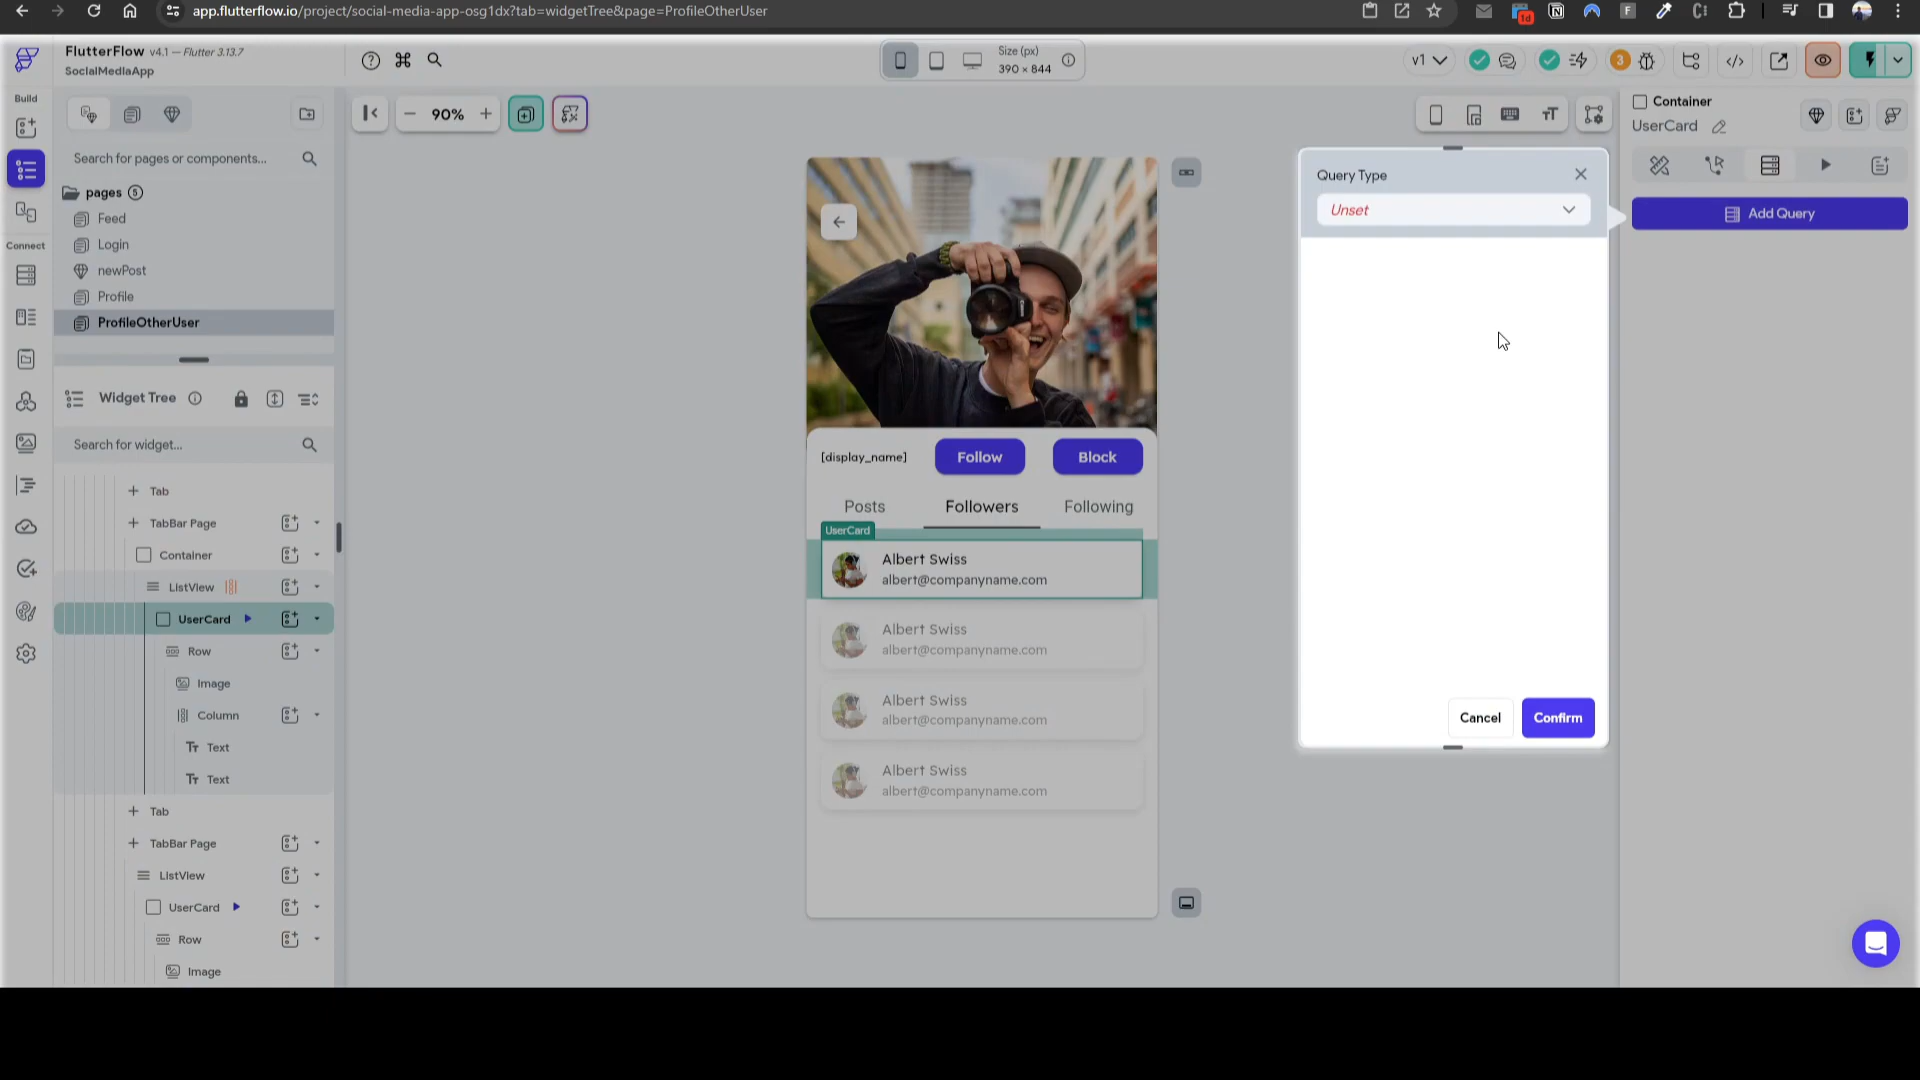 app.flutterflow.io/project/social-media-app-osg1dx?tab=widgetTree&page=ProfileOtherUser
1d
FlutterFlow v4.1 — Flutter 3.13.7
SocialMediaApp
Size (px)
390 × 844
v1
3
Build
90%
Container
UserCard
Search for pages or components...
pages 5
Feed
Login
newPost
Profile
ProfileOtherUser
Connect
Query Type
Unset
Add Query
Widget Tree
Search for widget...
Tab
TabBar Page
Container
ListView
UserCard
Row
Image
Column
Text
Text
Tab
TabBar Page
ListView
UserCard
Row
Image
[display_name]
Follow
Block
Posts
Followers
Following
UserCard
Albert Swiss
albert@companyname.com
Albert Swiss
albert@companyname.com
Albert Swiss
albert@companyname.com
Albert Swiss
albert@companyname.com
Cancel
Confirm